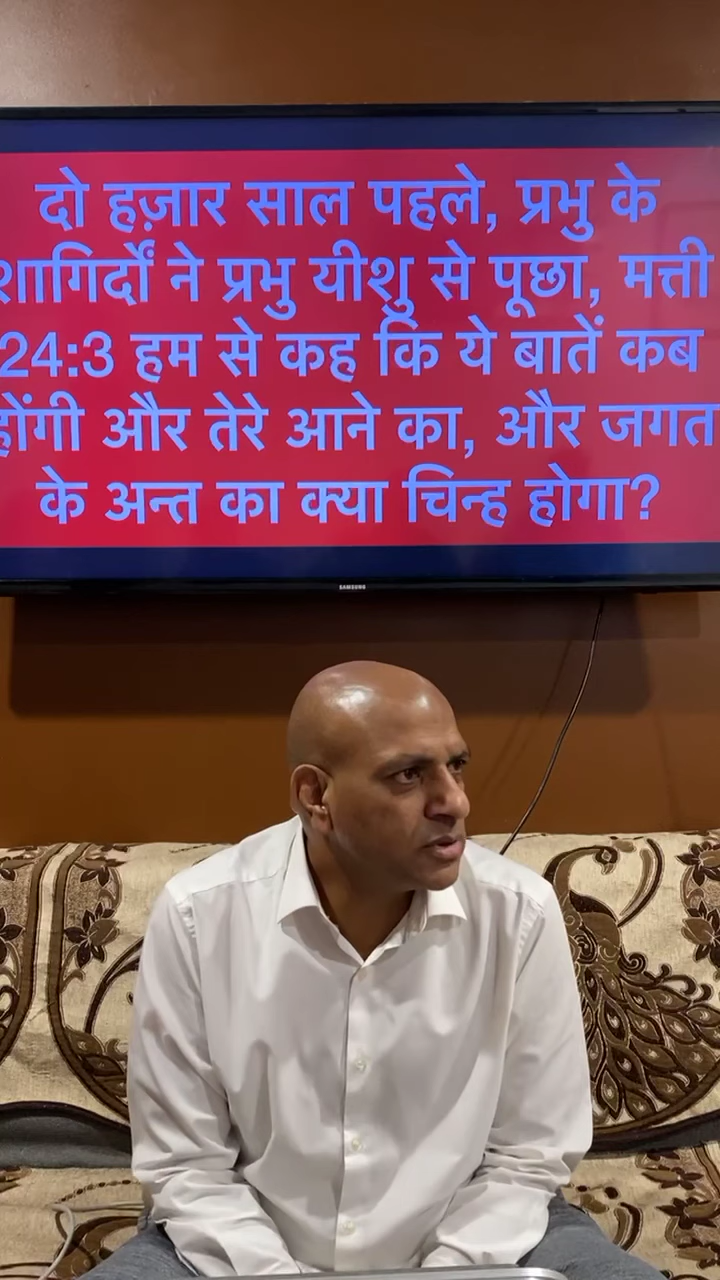 दो हज़ार साल पहले, प्रभु के
शागिर्दों ने प्रभु यीशु से पूछा, मत्ती
24:3 हम से कह कि ये बातें कब
होंगी और तेरे आने का, और जगत
के अन्त का क्या चिन्ह होगा?
SAMSUNG